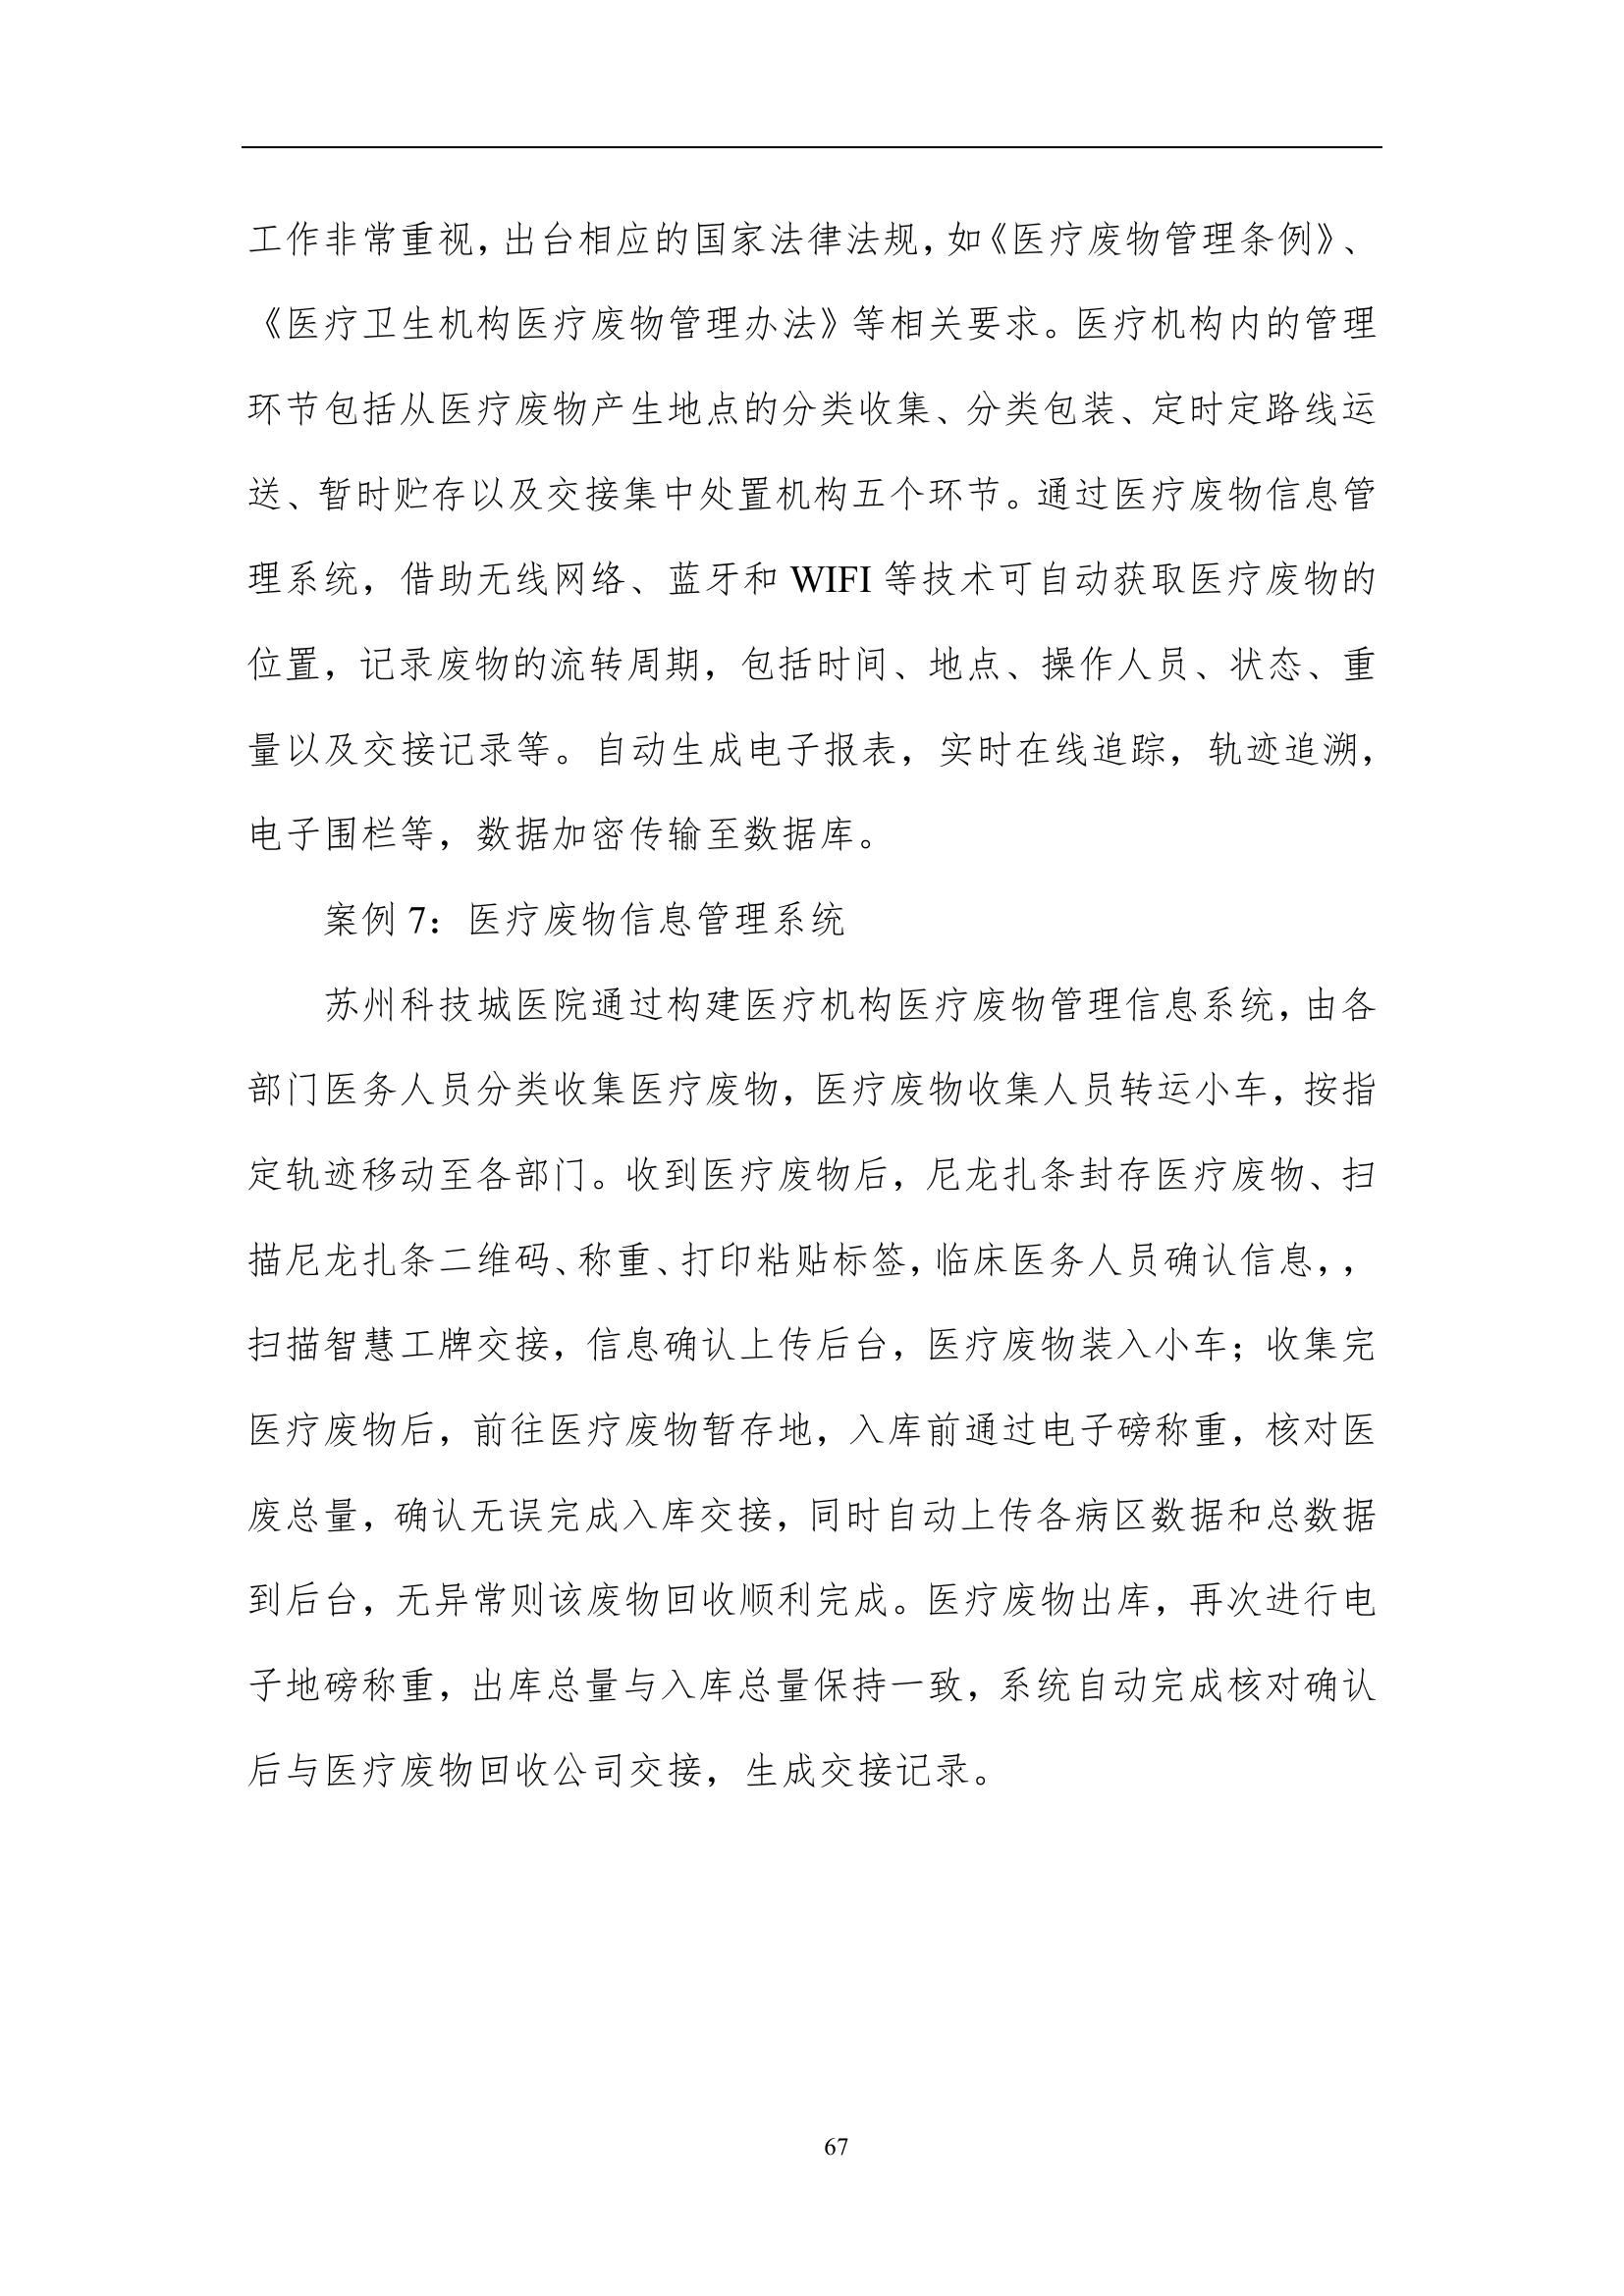 工作非常重视，出台相应的国家法律法规，如《医疗废物管理条例》、
《医疗卫生机构医疗废物管理办法》等相关要求。医疗机构内的管理
环节包括从医疗废物产生地点的分类收集、分类包装、定时定路线运
送、暂时贮存以及交接集中处置机构五个环节。通过医疗废物信息管
理系统，借助无线网络、蓝牙和 WIFI 等技术可自动获取医疗废物的
位置，记录废物的流转周期，包括时间、地点、操作人员、状态、重
量以及交接记录等。自动生成电子报表，实时在线追踪，轨迹追溯，
电子围栏等，数据加密传输至数据库。
案例 7：医疗废物信息管理系统
苏州科技城医院通过构建医疗机构医疗废物管理信息系统，由各
部门医务人员分类收集医疗废物，医疗废物收集人员转运小车，按指
定轨迹移动至各部门。收到医疗废物后，尼龙扎条封存医疗废物、扫
描尼龙扎条二维码、称重、打印粘贴标签，临床医务人员确认信息，，
扫描智慧工牌交接，信息确认上传后台，医疗废物装入小车；收集完
医疗废物后，前往医疗废物暂存地，入库前通过电子磅称重，核对医
废总量，确认无误完成入库交接，同时自动上传各病区数据和总数据
到后台，无异常则该废物回收顺利完成。医疗废物出库，再次进行电
子地磅称重，出库总量与入库总量保持一致，系统自动完成核对确认
后与医疗废物回收公司交接，生成交接记录。
67